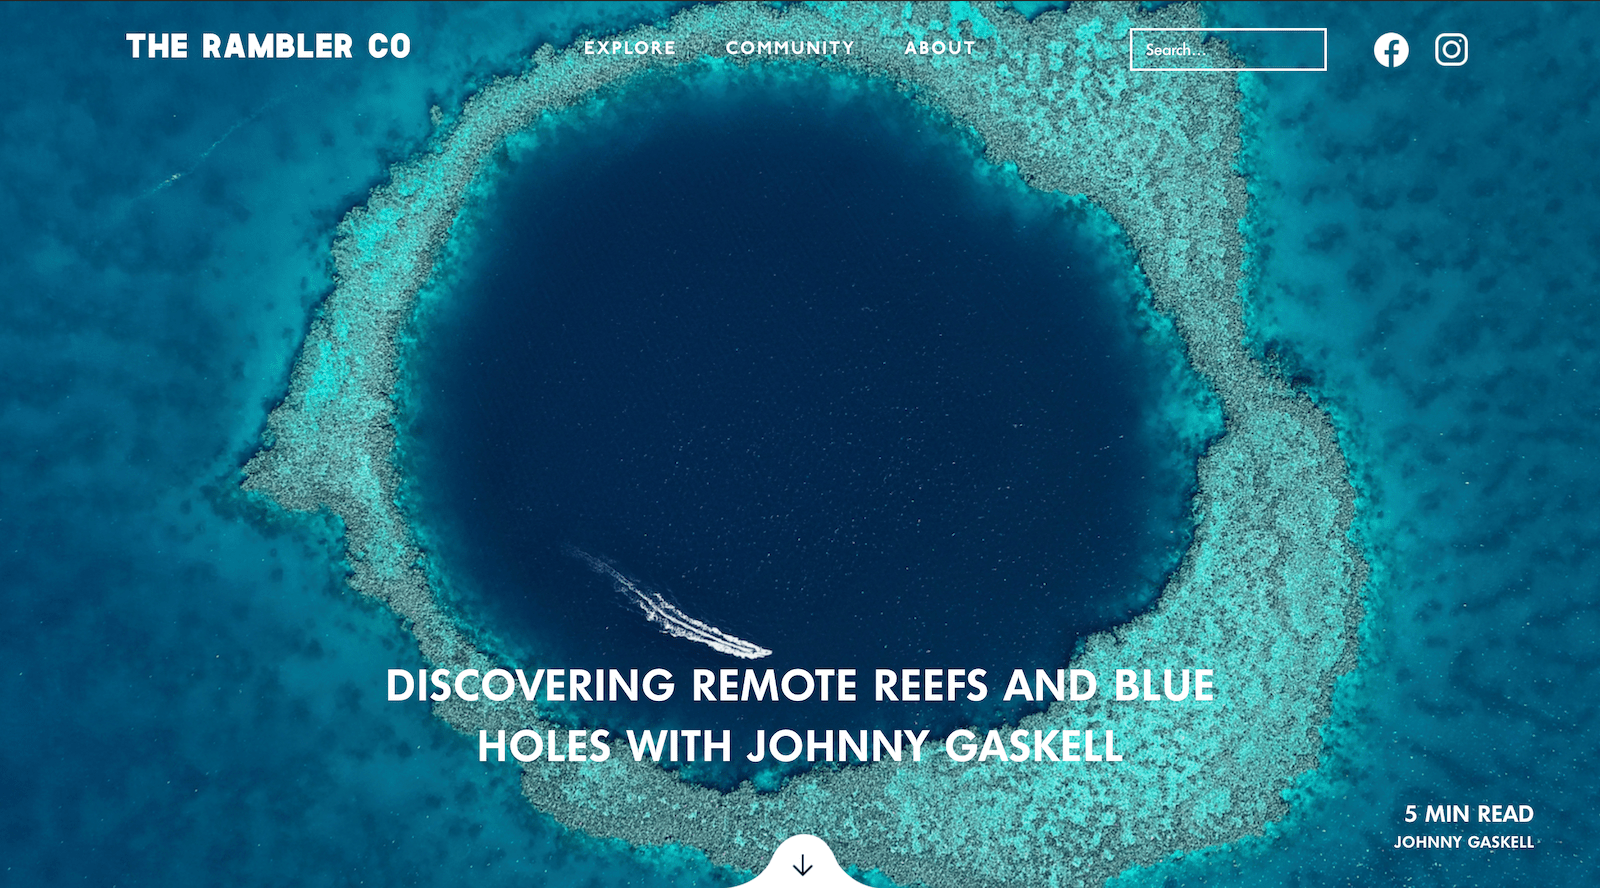 THE RAMBLER CO
EXPLORE COMMUNITY ABOUT
Search...
DISCOVERING REMOTE REEFS AND BLUE
HOLES WITH JOHNNY GASKELL
5 MIN READ
JOHNNY GASKELL